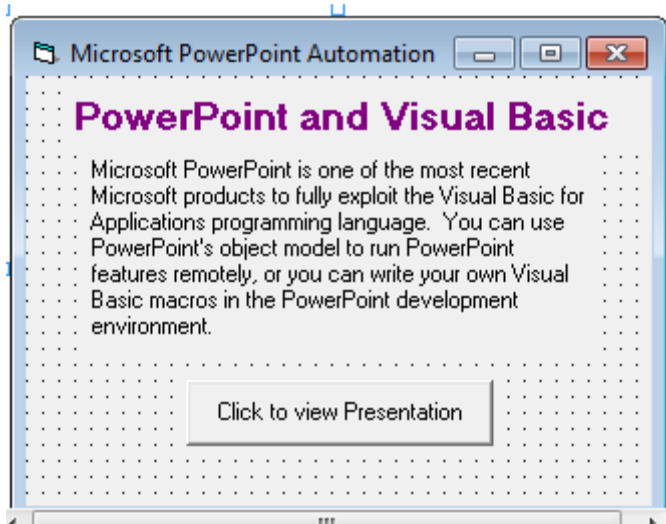 Microsoft PowerPoint Automation
PowerPoint and Visual Basic
Microsoft PowerPoint is one of the most recent
Microsoft products to fully exploit the Visual Basic for
Applications programming language.  You can use
PowerPoint's object model to run PowerPoint
features remotely, or you can write your own Visual
Basic macros in the PowerPoint development
environment.
Click to view Presentation